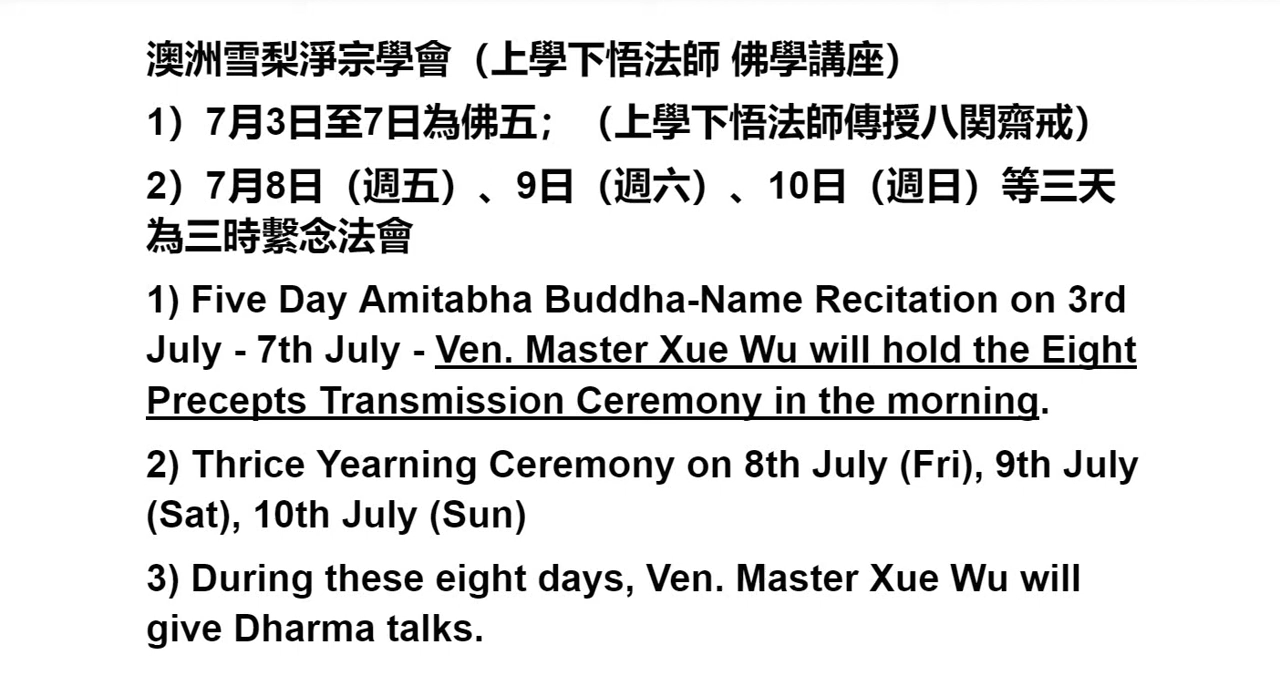 澳洲雪梨淨宗學會（上學下悟法師 佛學講座）
1）7月3日至7日為佛五；（上學下悟法師傳授八関齋戒）
2）7月8日（週五）、9日（週六）、10日（週日）等三天
為三時繫念法會
1) Five Day Amitabha Buddha-Name Recitation on 3rd
July - 7th July - Ven. Master Xue Wu will hold the Eight
Precepts Transmission Ceremony in the morning.
2) Thrice Yearning Ceremony on 8th July (Fri), 9th July
(Sat), 10th July (Sun)
3) During these eight days, Ven. Master Xue Wu will
give Dharma talks.